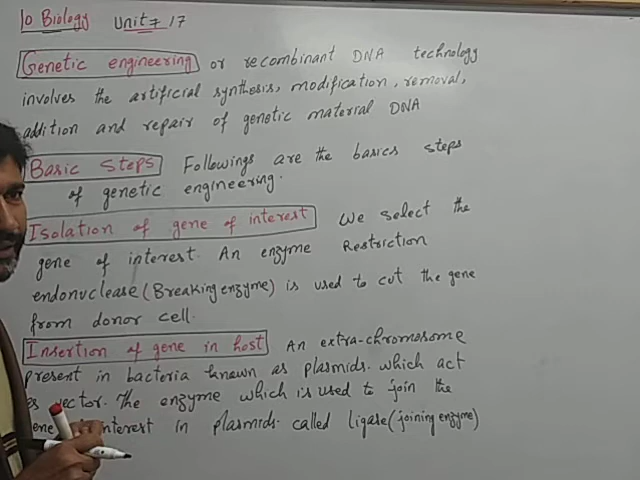 10 Biology Unit # 17
Genetic engineering or recombinant DNA technology
involves the artificial synthesis, modification, removal,
addition and repair of genetic material DNA
Basic Steps Followings are the basics steps
of genetic engineering.
Isolation of gene of interest We select the
gene of interest. An enzyme Restriction
endonuclease (Breaking enzyme) is used to cut the gene
from donor cell.
Insertion of gene in host An extra-chromosome
present in bacteria known as plasmids. which act
as vector. The enzyme which is used to join the
interest in plasmids. called Ligase (joining enzyme)